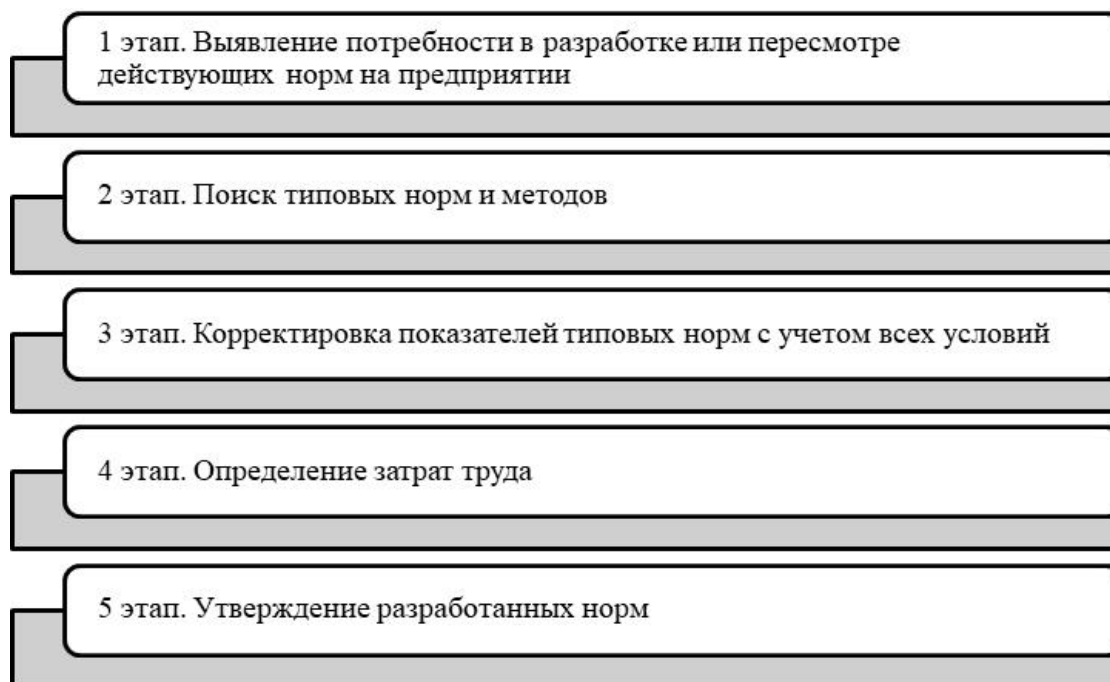 1 этап. Выявление потребности в разработке или пересмотре
действующих норм на предприятии
2 этап. Поиск типовых норм и методов
3 этап. Корректировка показателей типовых норм с учетом всех условий
4 этап. Определение затрат труда
5 этап. Утверждение разработанных норм